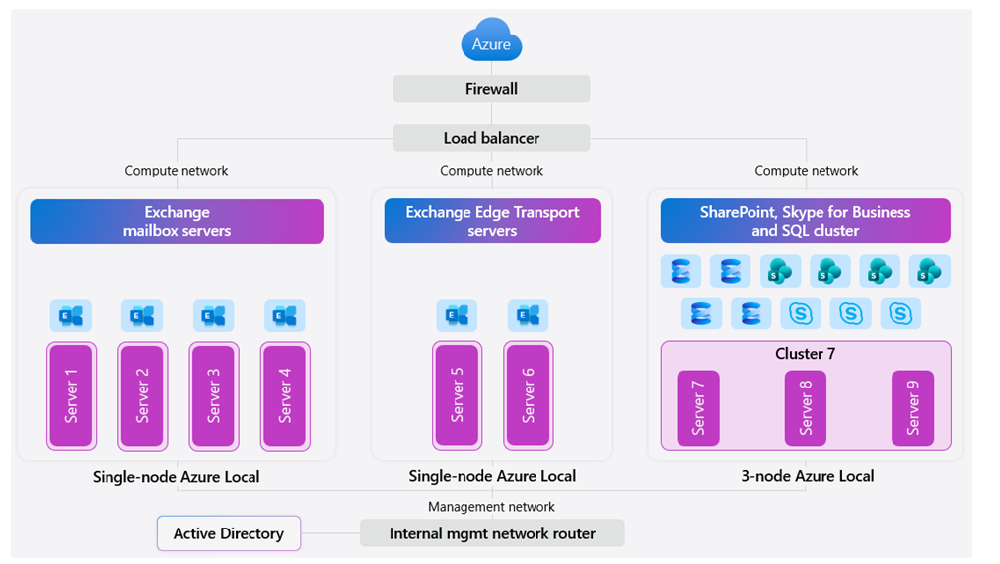 Azure
Firewall
Load balancer
Compute network
Compute network
Compute network
Exchange
mailbox servers
Exchange Edge Transport
servers
SharePoint, Skype for Business
and SQL cluster
S
S
S
S
E
E
E
E
E
E
S
S
S
Cluster 7
Server 1
Server 2
Server 3
Server 4
Server 5
Server 6
Server 7
Server 8
Server 9
Single-node Azure Local
Single-node Azure Local
3-node Azure Local
Management network
Active Directory
Internal mgmt network router